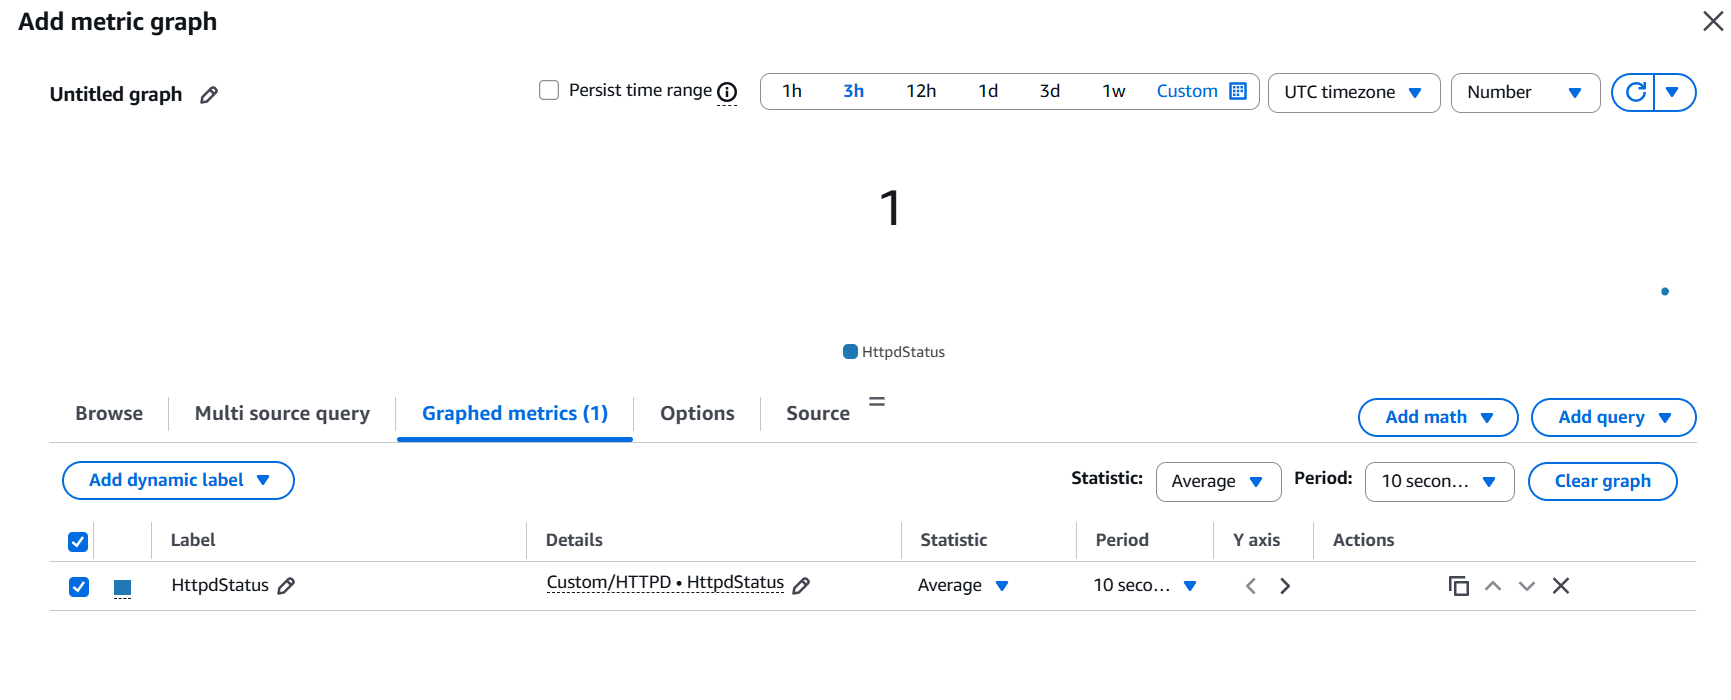 Add metric graph
Untitled graph
Persist time range
1h 3h 12h 1d 3d 1w Custom
UTC timezone
Number
1
HttpdStatus
Browse
Multi source query
Graphed metrics (1)
Options
Source
Add math
Add query
Add dynamic label
Statistic: Average
Period: 10 secon...
Clear graph
Label Details Statistic Period Y axis Actions
HttpdStatus Custom/HTTPD • HttpdStatus Average 10 seco...